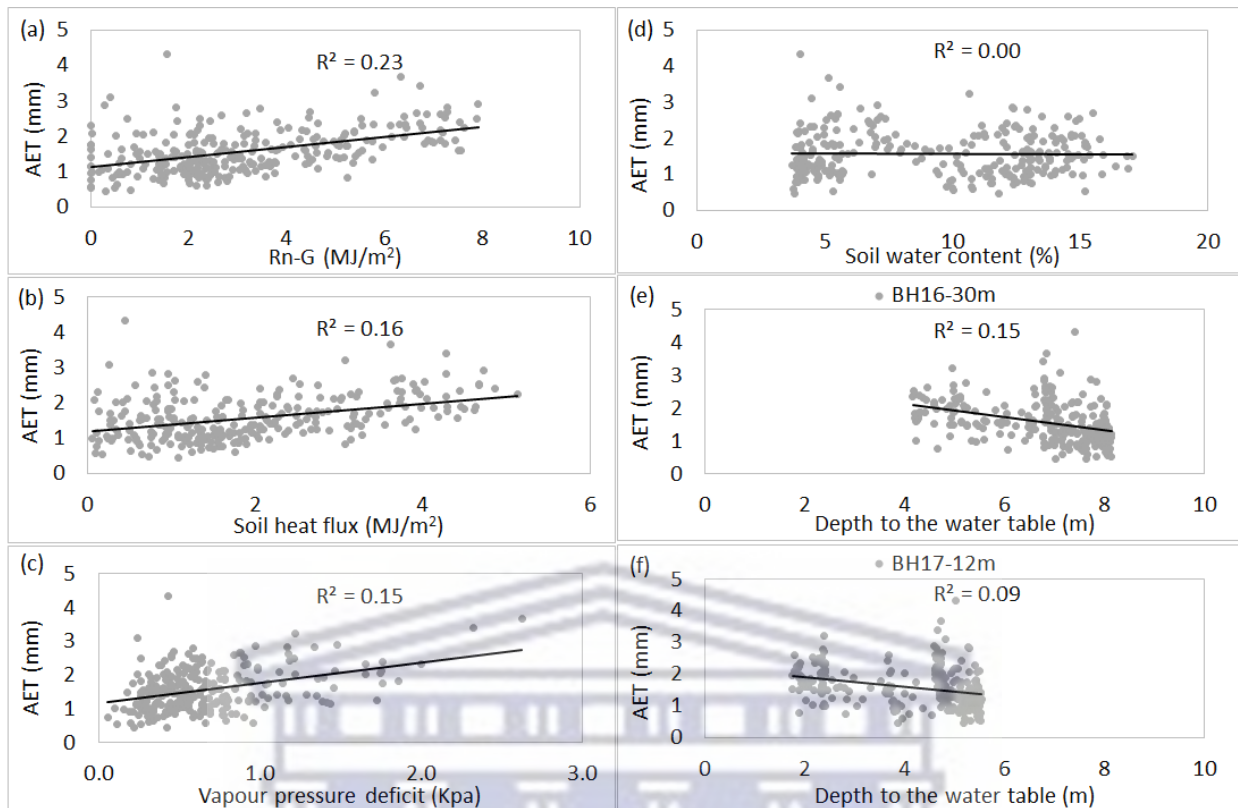 (a)
R² = 0.23
AET (mm)
5
4
3
2
1
0
0 2 4 6 8 10
Rn-G (MJ/m²)
(b)
R² = 0.16
AET (mm)
5
4
3
2
1
0
0 2 4 6
Soil heat flux (MJ/m²)
(c)
R² = 0.15
AET (mm)
5
4
3
2
1
0
0.0 1.0 2.0 3.0
Vapour pressure deficit (Kpa)
(d)
R² = 0.00
AET (mm)
5
4
3
2
1
0
0 5 10 15 20
Soil water content (%)
(e)
BH16-30m
R² = 0.15
AET (mm)
5
4
3
2
1
0
0 2 4 6 8 10
Depth to the water table (m)
(f)
BH17-12m
R² = 0.09
AET (mm)
5
4
3
2
1
0
0 2 4 6 8 10
Depth to the water table (m)